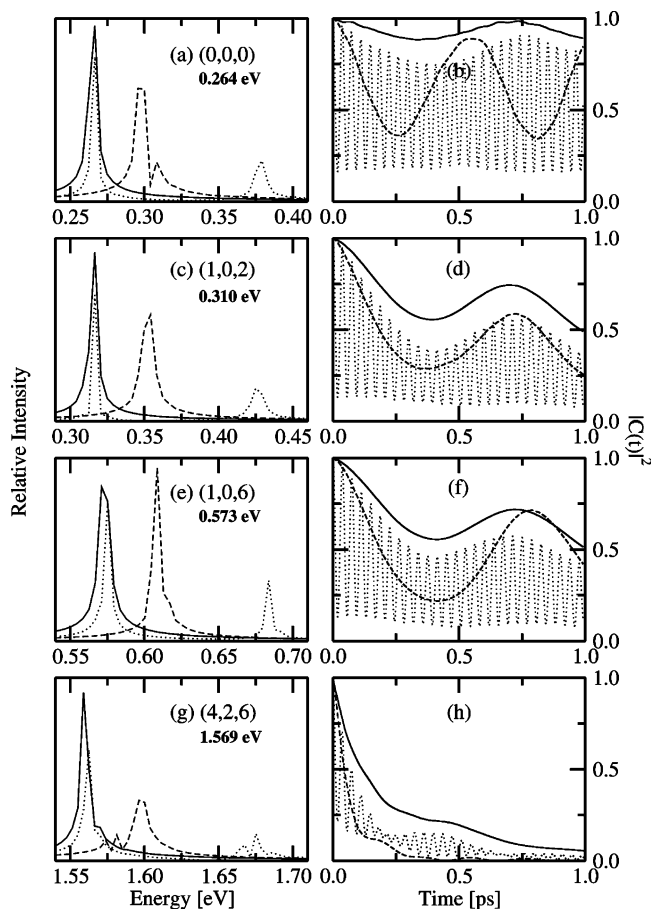 (a) (0,0,0)
0.264 eV
(b)
1.0
0.5
0.0
0.25 0.30 0.35 0.40
0.0 0.5 1.0
(c) (1,0,2)
0.310 eV
(d)
1.0
0.5
0.0
0.30 0.35 0.40 0.45
0.0 0.5 1.0
(e) (1,0,6)
0.573 eV
(f)
1.0
0.5
0.0
0.55 0.60 0.65 0.70
0.0 0.5 1.0
(g) (4,2,6)
1.569 eV
(h)
1.0
0.5
0.0
1.55 1.60 1.65 1.70
0.0 0.5 1.0
Energy [eV]
Time [ps]
Relative Intensity
|C(t)|²